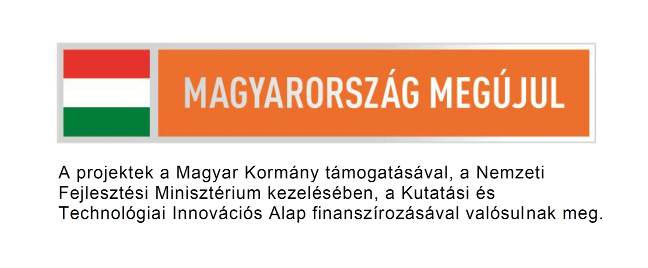 MAGYARORSZÁG MEGÚJUL
A projektek a Magyar Kormány támogatásával, a Nemzeti
Fejlesztési Minisztérium kezelésében, a Kutatási és
Technológiai Innovációs Alap finanszírozásával valósulnak meg.